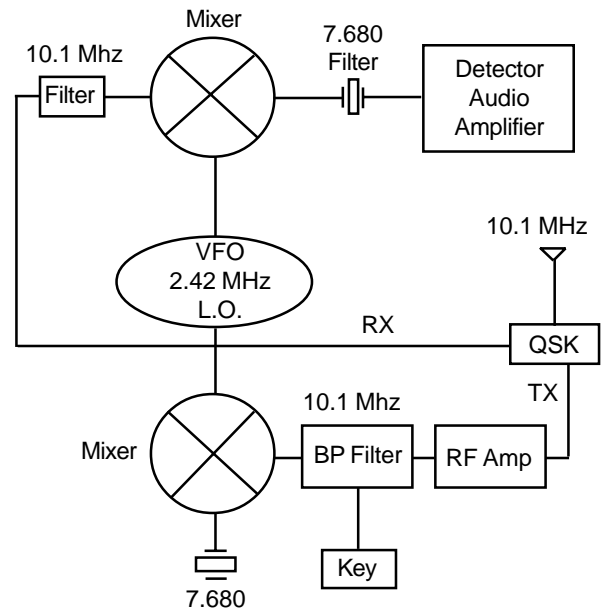 Mixer
10.1 Mhz
Filter
7.680
Filter
Detector
Audio
Amplifier
VFO
2.42 MHz
L.O.
10.1 MHz
RX
QSK
TX
Mixer
10.1 Mhz
BP Filter
RF Amp
Key
7.680